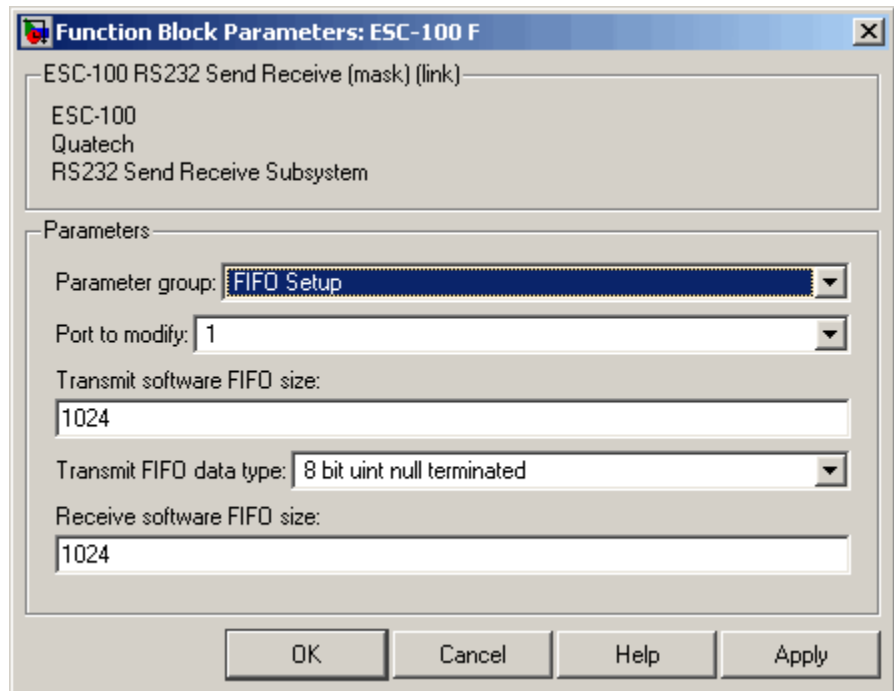 Function Block Parameters: ESC-100 F
ESC-100 RS232 Send Receive (mask) (link)
ESC-100
Quatech
RS232 Send Receive Subsystem
Parameters
Parameter group: FIFO Setup
Port to modify: 1
Transmit software FIFO size:
1024
Transmit FIFO data type: 8 bit uint null terminated
Receive software FIFO size:
1024
OK Cancel Help Apply